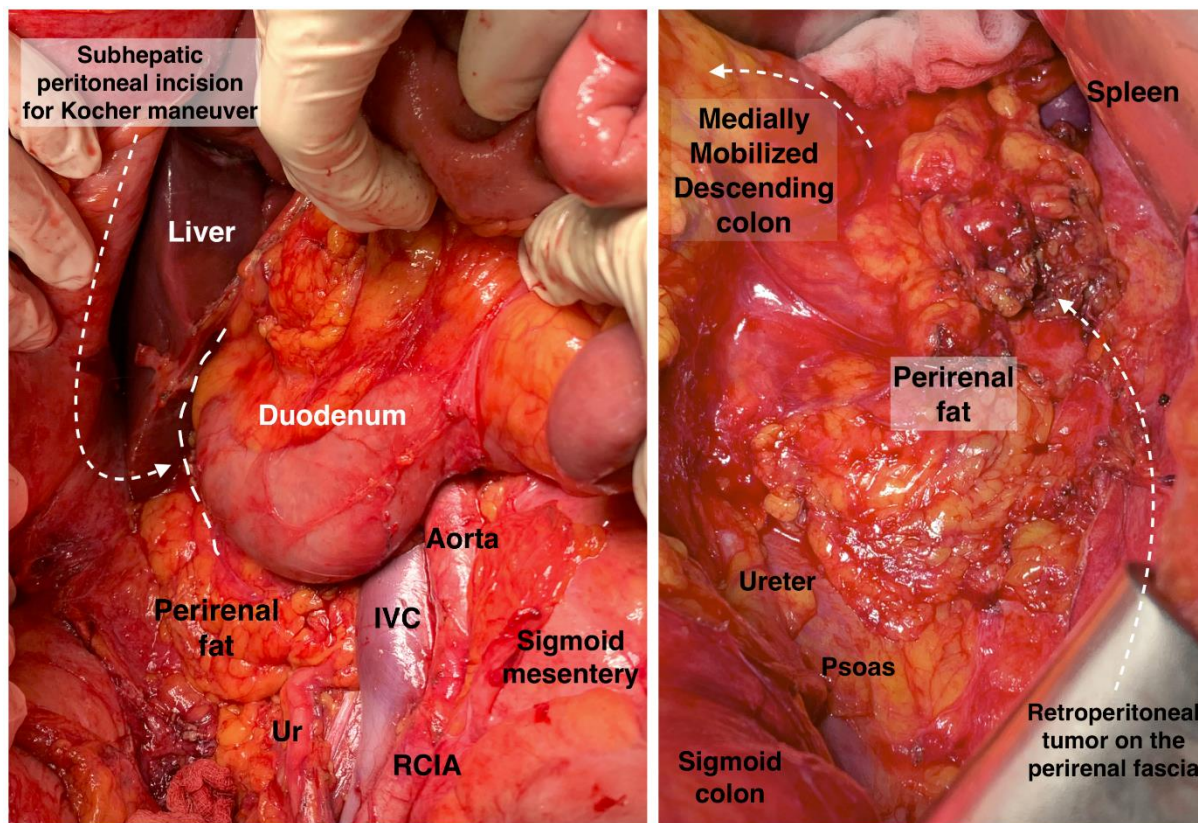 Subhepatic
peritoneal incision
for Kocher maneuver
Liver
Duodenum
Aorta
Perirenal
fat
IVC
Sigmoid
mesentery
Ur
RCIA
Spleen
Medially
Mobilized
Descending
colon
Perirenal
fat
Ureter
Psoas
Retroperitoneal
tumor on the
perirenal fascia
Sigmoid
colon